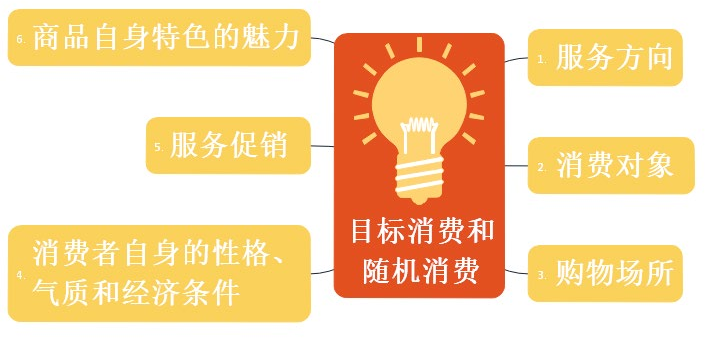 目标消费和
随机消费
1. 服务方向
2. 消费对象
3. 购物场所
4. 消费者自身的性格、
气质和经济条件
5. 服务促销
6. 商品自身特色的魅力